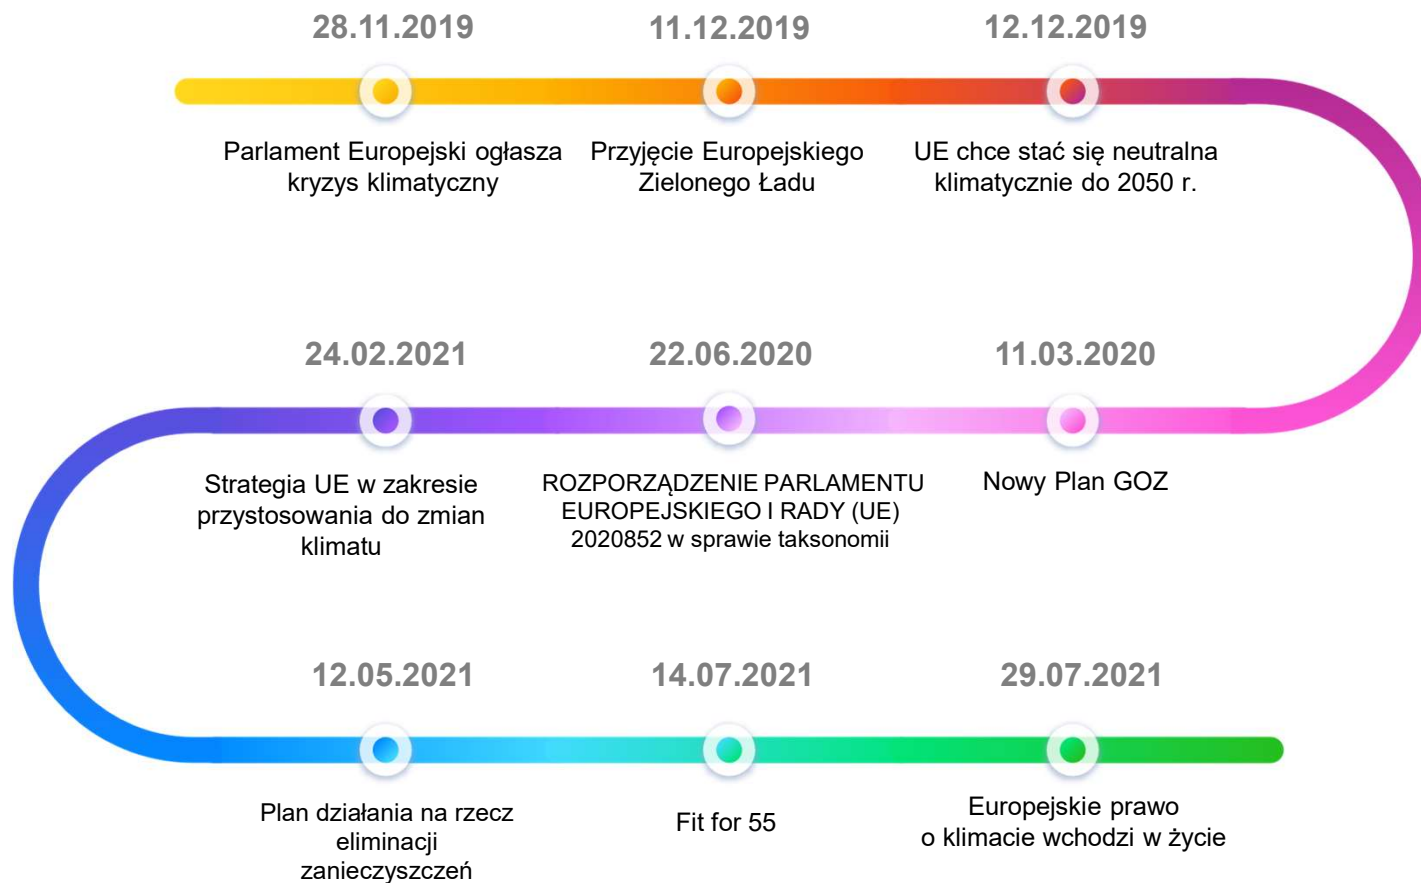 28.11.2019
Parlament Europejski ogłasza
kryzys klimatyczny
11.12.2019
Przyjęcie Europejskiego
Zielonego Ładu
12.12.2019
UE chce stać się neutralna
klimatycznie do 2050 r.
11.03.2020
Nowy Plan GOZ
22.06.2020
ROZPORZĄDZENIE PARLAMENTU
EUROPEJSKIEGO I RADY (UE)
2020852 w sprawie taksonomii
24.02.2021
Strategia UE w zakresie
przystosowania do zmian
klimatu
12.05.2021
Plan działania na rzecz
eliminacji
zanieczyszczeń
14.07.2021
Fit for 55
29.07.2021
Europejskie prawo
o klimacie wchodzi w życie